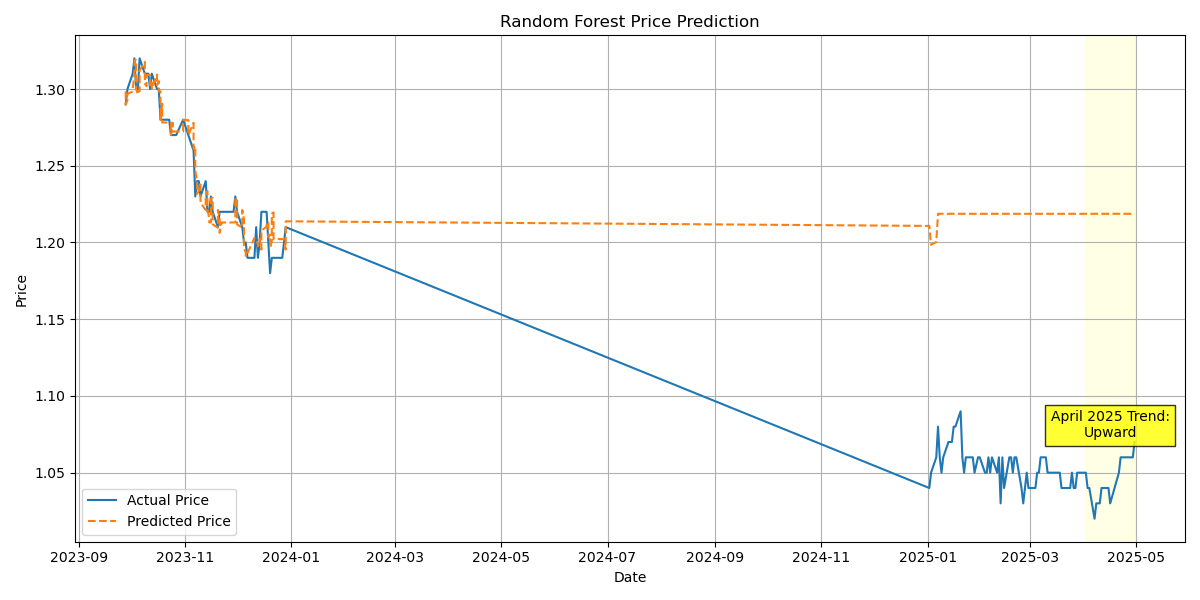 Random Forest Price Prediction
Price
1.30
1.25
1.20
1.15
1.10
1.05
April 2025 Trend:
Upward
Actual Price
Predicted Price
2023-09 2023-11 2024-01 2024-03 2024-05 2024-07 2024-09 2024-11 2025-01 2025-03 2025-05
Date